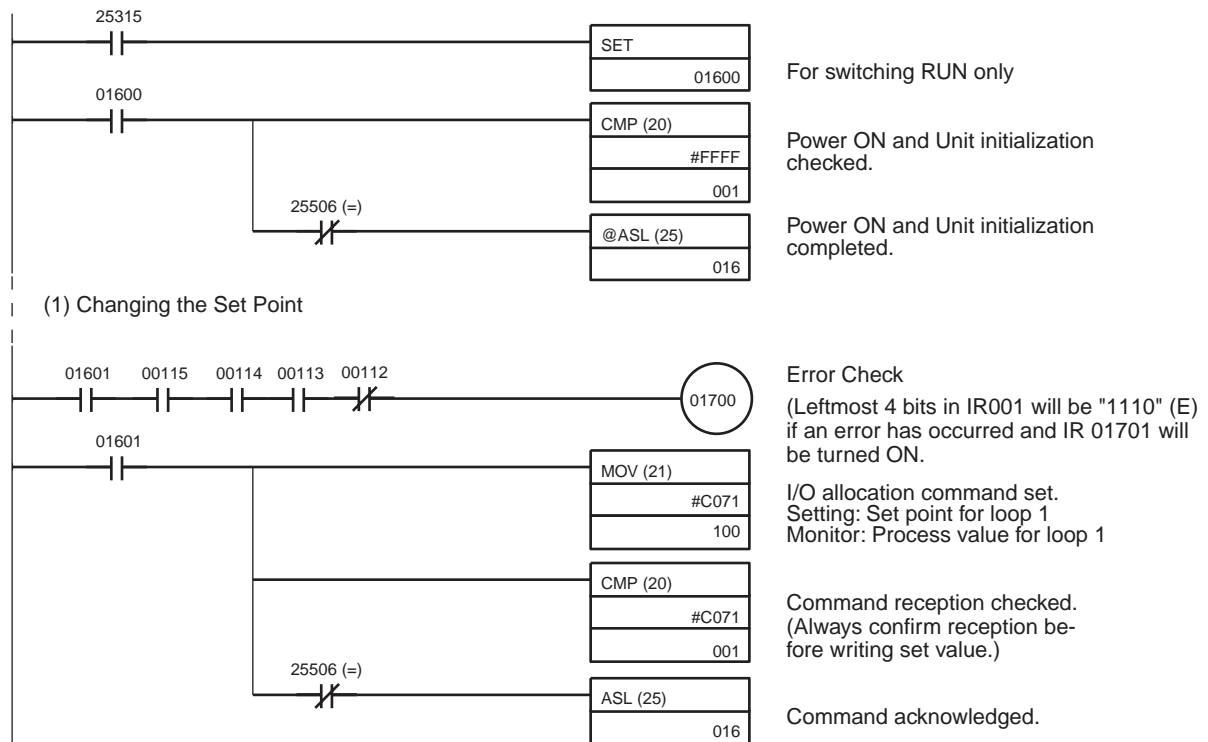 25315
SET
01600
For switching RUN only
01600
CMP (20)
#FFFF
001
Power ON and Unit initialization
checked.
25506 (=)
@ASL (25)
016
Power ON and Unit initialization
completed.
(1) Changing the Set Point
01601 00115 00114 00113 00112
01700
Error Check
(Leftmost 4 bits in IR001 will be "1110" (E)
if an error has occurred and IR 01701 will
be turned ON.
01601
MOV (21)
#C071
100
I/O allocation command set.
Setting: Set point for loop 1
Monitor: Process value for loop 1
CMP (20)
#C071
001
Command reception checked.
(Always confirm reception be-
fore writing set value.)
25506 (=)
ASL (25)
016
Command acknowledged.